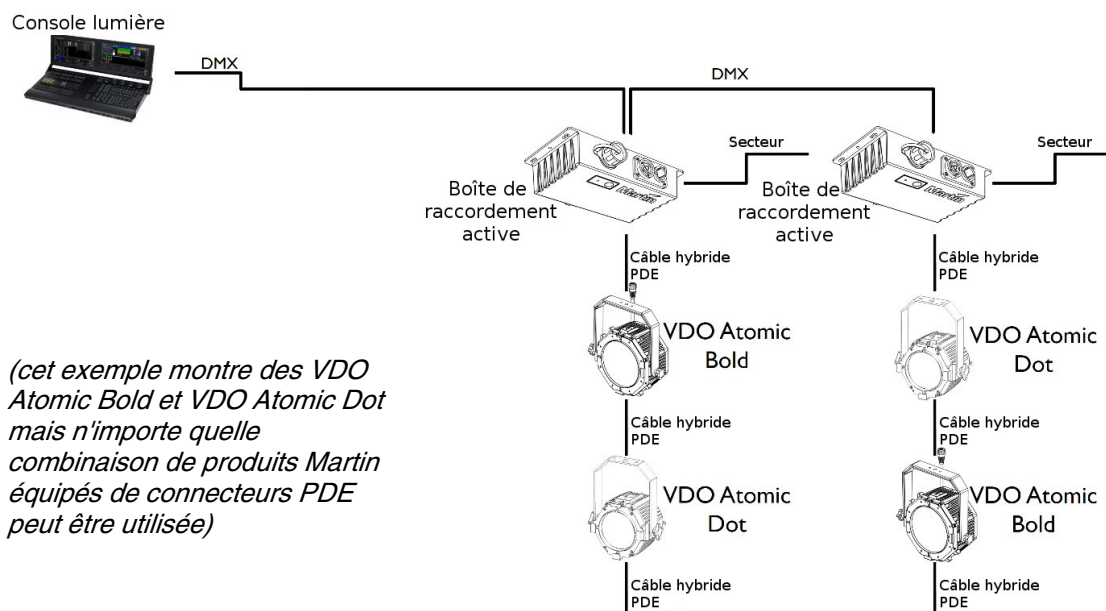 Console lumière
DMX
DMX
Secteur
Secteur
Martin
Martin
Boîte de
raccordement
active
Boîte de
raccordement
active
Câble hybride
PDE
Câble hybride
PDE
VDO Atomic
Bold
VDO Atomic
Dot
(cet exemple montre des VDO
Atomic Bold et VDO Atomic Dot
mais n'importe quelle
combinaison de produits Martin
équipés de connecteurs PDE
peut être utilisée)
Câble hybride
PDE
Câble hybride
PDE
VDO Atomic
Dot
VDO Atomic
Bold
Câble hybride
PDE
Câble hybride
PDE